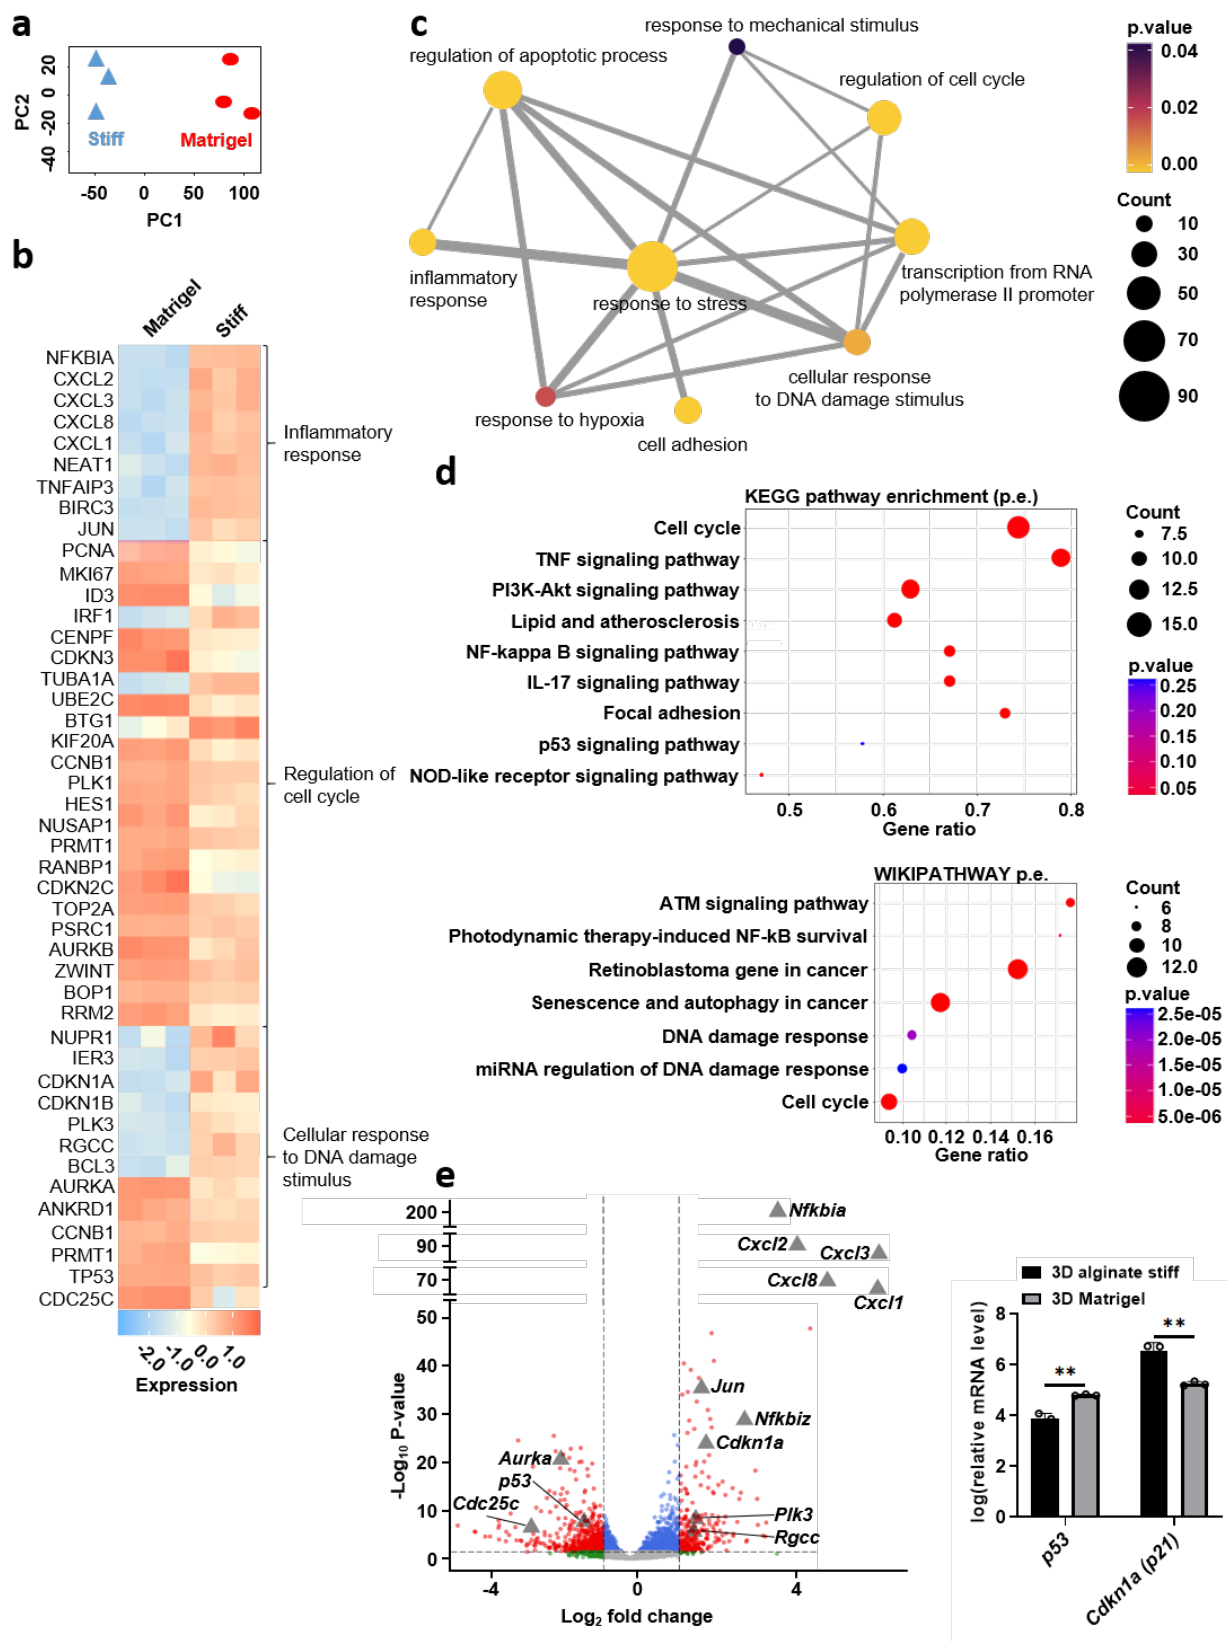 a
20
0
-20
-40
PC2
Stiff
Matrigel
-50
0
50
100
PC1
b
Matrigel
Stiff
NFKBIA
CXCL2
CXCL3
CXCL8
CXCL1
NEAT1
TNFAIP3
BIRC3
JUN
PCNA
MKI67
ID3
IRF1
CENPF
CDKN3
TUBA1A
UBE2C
BTG1
KIF20A
CCNB1
PLK1
HES1
NUSAP1
PRMT1
RANBP1
CDKN2C
TOP2A
PSRC1
AURKB
ZWINT
BOP1
RRM2
NUPR1
IER3
CDKN1A
CDKN1B
PLK3
RGCC
BCL3
AURKA
ANKRD1
CCNB1
PRMT1
TP53
CDC25C
Inflammatory
response
Regulation of
cell cycle
Cellular response
to DNA damage
stimulus
-2.0
-1.0
0.0
1.0
Expression
c
response to mechanical stimulus
regulation of apoptotic process
regulation of cell cycle
inflammatory
response
response to stress
transcription from RNA
polymerase II promoter
cellular response
to DNA damage stimulus
response to hypoxia
cell adhesion
p.value
0.04
0.02
0.00
Count
10
30
50
70
90
d
KEGG pathway enrichment (p.e.)
Cell cycle
TNF signaling pathway
PI3K-Akt signaling pathway
Lipid and atherosclerosis
NF-kappa B signaling pathway
IL-17 signaling pathway
Focal adhesion
p53 signaling pathway
NOD-like receptor signaling pathway
0.5
0.6
0.7
0.8
Gene ratio
Count
7.5
10.0
12.5
15.0
p.value
0.25
0.20
0.15
0.10
0.05
WIKIPATHWAY p.e.
ATM signaling pathway
Photodynamic therapy-induced NF-kB survival
Retinoblastoma gene in cancer
Senescence and autophagy in cancer
DNA damage response
miRNA regulation of DNA damage response
Cell cycle
0.10
0.12
0.14
0.16
Gene ratio
Count
6
8
10
12.0
p.value
2.5e-05
2.0e-05
1.5e-05
1.0e-05
5.0e-06
e
200
90
70
50
40
30
20
10
0
-Log10 P-value
Nfkbia
Cxcl2
Cxcl3
Cxcl8
Cxcl1
Jun
Nfkbiz
Cdkn1a
Aurka
p53
Cdc25c
Plk3
Rgcc
-4
0
4
Log2 fold change
3D alginate stiff
3D Matrigel
8
6
4
2
0
log(relative mRNA level)
**
**
p53
Cdkn1a (p21)